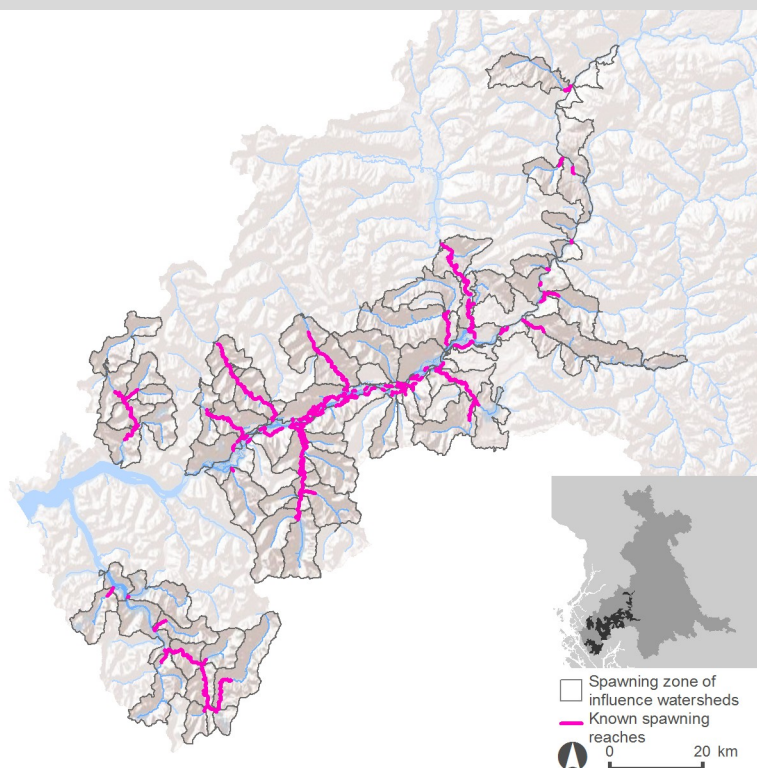 Spawning zone of
influence watersheds
Known spawning
reaches
0 20 km